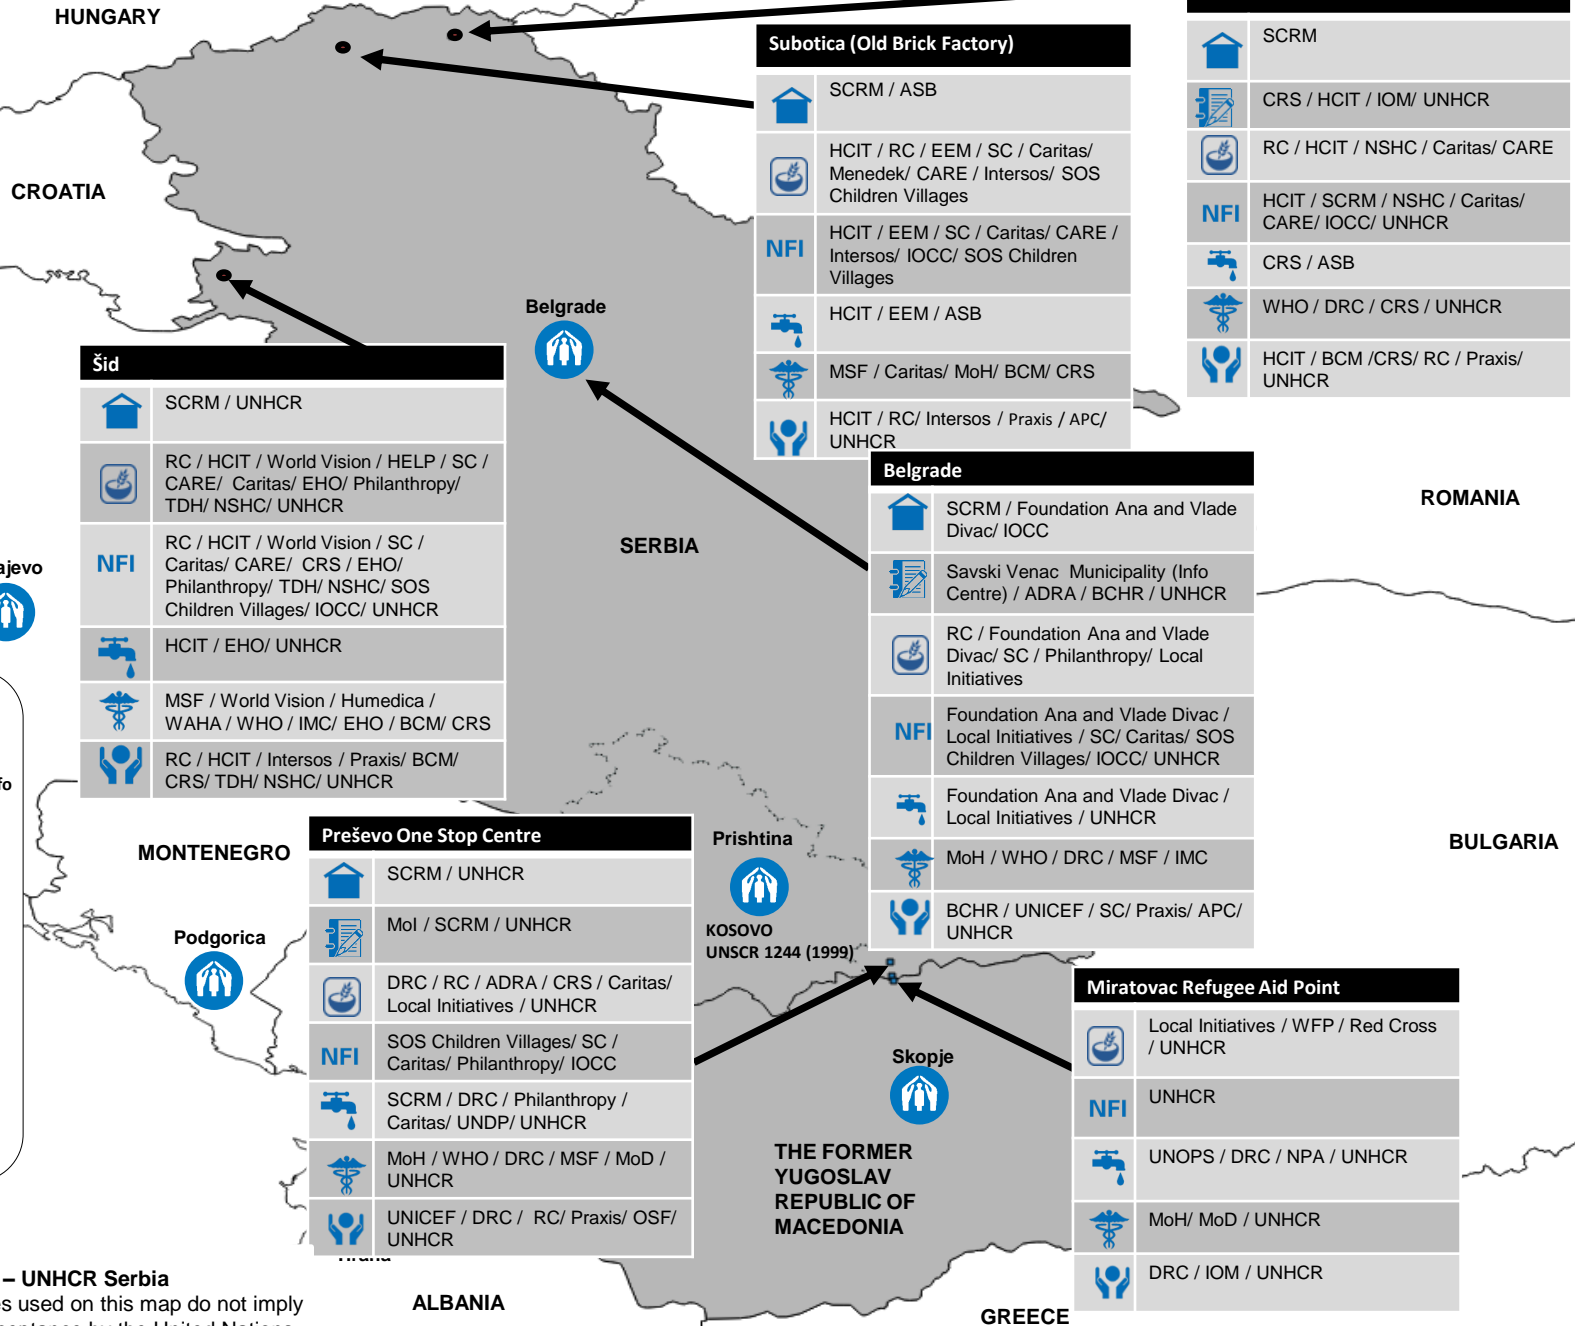 HUNGARY
CROATIA
Subotica (Old Brick Factory)
SCRM / ASB
HCIT / RC / EEM / SC / Caritas/
Menedek/ CARE / Intersos/ SOS
Children Villages
NFI
HCIT / EEM / SC / Caritas/ CARE /
Intersos/ IOCC/ SOS Children
Villages
HCIT / EEM / ASB
MSF / Caritas/ MoH/ BCM/ CRS
HCIT / RC/ Intersos / Praxis / APC/
UNHCR
SCRM
CRS / HCIT / IOM/ UNHCR
RC / HCIT / NSHC / Caritas/ CARE
NFI
HCIT / SCRM / NSHC / Caritas/
CARE/ IOCC/ UNHCR
CRS / ASB
WHO / DRC / CRS / UNHCR
HCIT / BCM /CRS/ RC / Praxis/
UNHCR
Belgrade
Šid
SCRM / UNHCR
RC / HCIT / World Vision / HELP / SC /
CARE/ Caritas/ EHO/ Philanthropy/
TDH/ NSHC/ UNHCR
NFI
RC / HCIT / World Vision / SC /
Caritas/ CARE/ CRS / EHO/
Philanthropy/ TDH/ NSHC/ SOS
Children Villages/ IOCC/ UNHCR
HCIT / EHO/ UNHCR
MSF / World Vision / Humedica /
WAHA / WHO / IMC/ EHO / BCM/ CRS
RC / HCIT / Intersos / Praxis/ BCM/
CRS/ TDH/ NSHC/ UNHCR
SERBIA
ROMANIA
Belgrade
SCRM / Foundation Ana and Vlade
Divac/ IOCC
Savski Venac Municipality (Info
Centre) / ADRA / BCHR / UNHCR
RC / Foundation Ana and Vlade
Divac/ SC / Philanthropy/ Local
Initiatives
NFI
Foundation Ana and Vlade Divac /
Local Initiatives / SC/ Caritas/ SOS
Children Villages/ IOCC/ UNHCR
Foundation Ana and Vlade Divac /
Local Initiatives / UNHCR
MoH / WHO / DRC / MSF / IMC
BCHR / UNICEF / SC/ Praxis/ APC/
UNHCR
ajevo
fo
MONTENEGRO
BULGARIA
Podgorica
Prishtina
KOSOVO
UNSCR 1244 (1999)
Preševo One Stop Centre
SCRM / UNHCR
MoI / SCRM / UNHCR
DRC / RC / ADRA / CRS / Caritas/
Local Initiatives / UNHCR
NFI
SOS Children Villages/ SC /
Caritas/ Philanthropy/ IOCC
SCRM / DRC / Philanthropy /
Caritas/ UNDP/ UNHCR
MoH / WHO / DRC / MSF / MoD /
UNHCR
UNICEF / DRC / RC/ Praxis/ OSF/
UNHCR
Skopje
THE FORMER
YUGOSLAV
REPUBLIC OF
MACEDONIA
Miratovac Refugee Aid Point
Local Initiatives / WFP / Red Cross
/ UNHCR
NFI
UNHCR
UNOPS / DRC / NPA / UNHCR
MoH/ MoD / UNHCR
DRC / IOM / UNHCR
– UNHCR Serbia
es used on this map do not imply
ALBANIA
GREECE